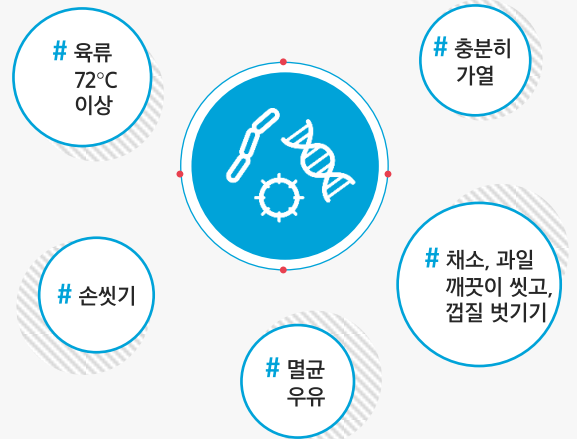 # 육류
72°C
이상
# 충분히
가열
# 손씻기
# 채소, 과일
깨끗이 씻고,
껍질 벗기기
# 멸균
우유